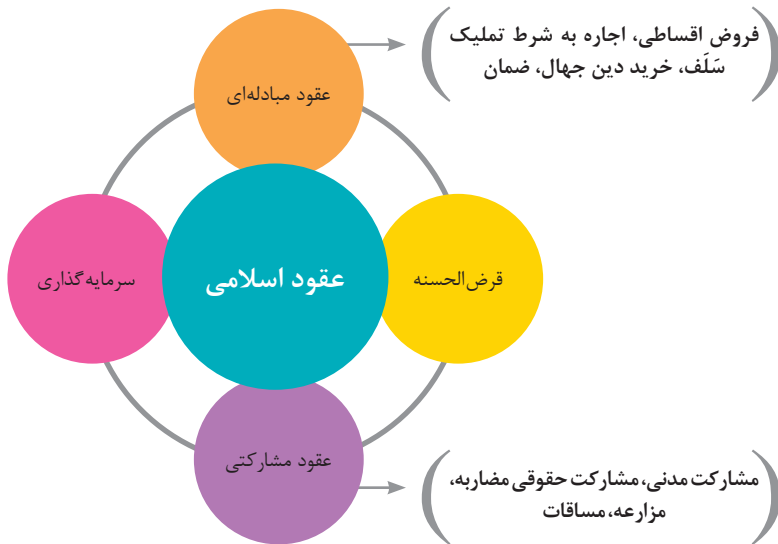 فروض اقساطی، اجاره به شرط تملیک
سَلَف، خرید دین جهال، ضمان
عقود مبادله‌ای
قرض‌الحسنه
عقود اسلامی
سرمایه‌گذاری
عقود مشارکتی
مشارکت مدنی، مشارکت حقوقی مضاربه،
مزارعه، مساقات